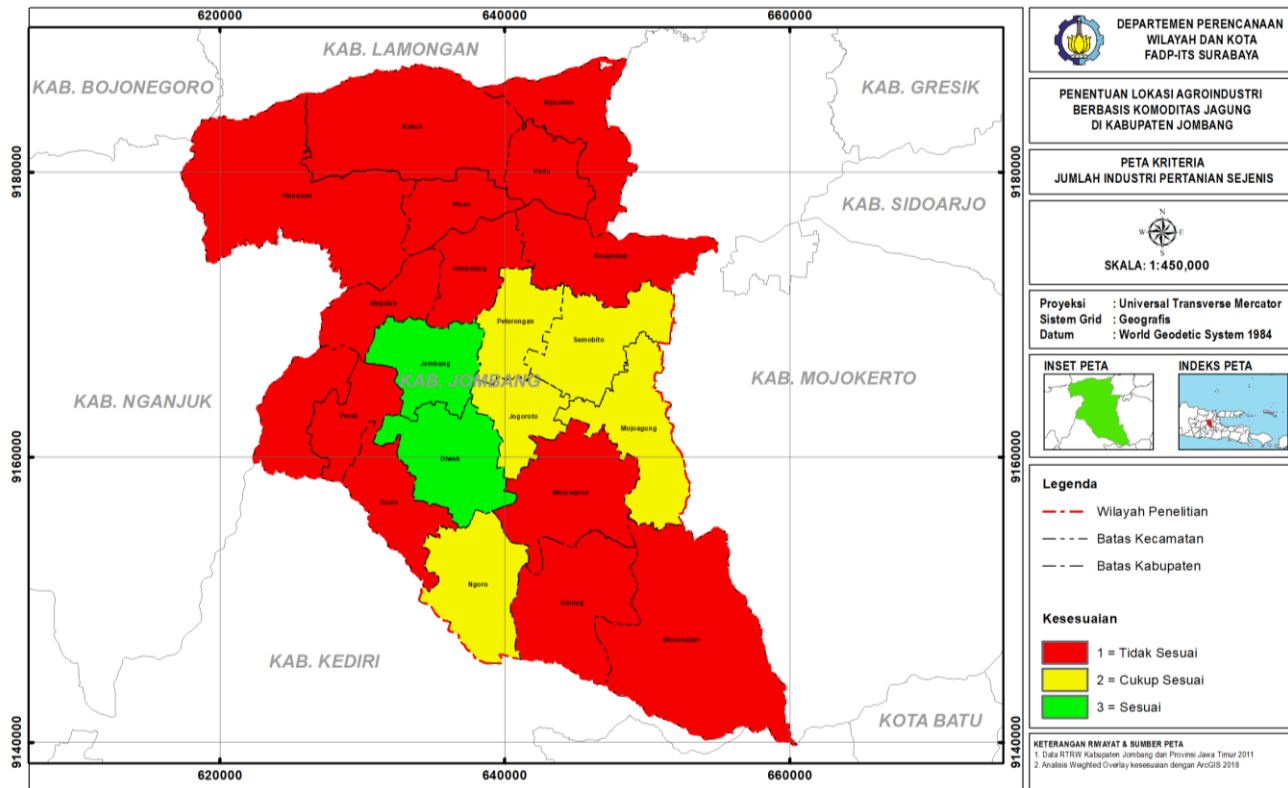 620000
640000
660000
KAB. LAMONGAN
KAB. BOJONEGORO
KAB. GRESIK
Ngusikan
Kabuh
9180000
9180000
Kudu
Plandaan
Ploso
KAB. SIDOARJO
Kesamben
Tembelang
Megaluh
Peterongan
Sumobito
Jombang
KAB. JOMBANG
KAB. MOJOKERTO
KAB. NGANJUK
Perak
Jogoroto
Mojoagung
9160000
9160000
Diwek
Mojowarno
Gudo
Ngoro
Bareng
Wonosalam
KAB. KEDIRI
KOTA BATU
9140000
9140000
620000
640000
660000
DEPARTEMEN PERENCANAAN
WILAYAH DAN KOTA
FADP-ITS SURABAYA
PENENTUAN LOKASI AGROINDUSTRI
BERBASIS KOMODITAS JAGUNG
DI KABUPATEN JOMBANG
PETA KRITERIA
JUMLAH INDUSTRI PERTANIAN SEJENIS
N
W E
S
SKALA: 1:450,000
Proyeksi : Universal Transverse Mercator
Sistem Grid : Geografis
Datum : World Geodetic System 1984
INSET PETA
INDEKS PETA
Legenda
Wilayah Penelitian
Batas Kecamatan
Batas Kabupaten
Kesesuaian
1 = Tidak Sesuai
2 = Cukup Sesuai
3 = Sesuai
KETERANGAN RIWAYAT & SUMBER PETA
1. Data RTRW Kabupaten Jombang dan Provinsi Jawa Timur 2011
2. Analisis Weighted Overlay kesesuaian dengan ArcGIS 2018